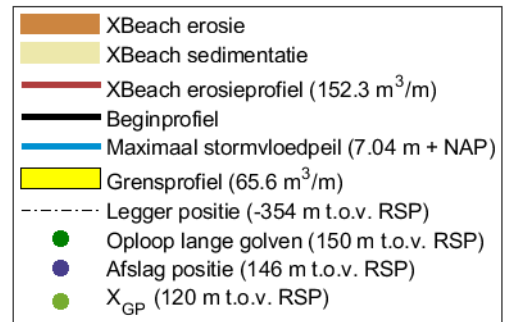 XBeach erosie
XBeach sedimentatie
XBeach erosieprofiel (152.3 m³/m)
Beginprofiel
Maximaal stormvloedpeil (7.04 m + NAP)
Grensprofiel (65.6 m³/m)
Legger positie (-354 m t.o.v. RSP)
Oploop lange golven (150 m t.o.v. RSP)
Afslag positie (146 m t.o.v. RSP)
X_GP (120 m t.o.v. RSP)